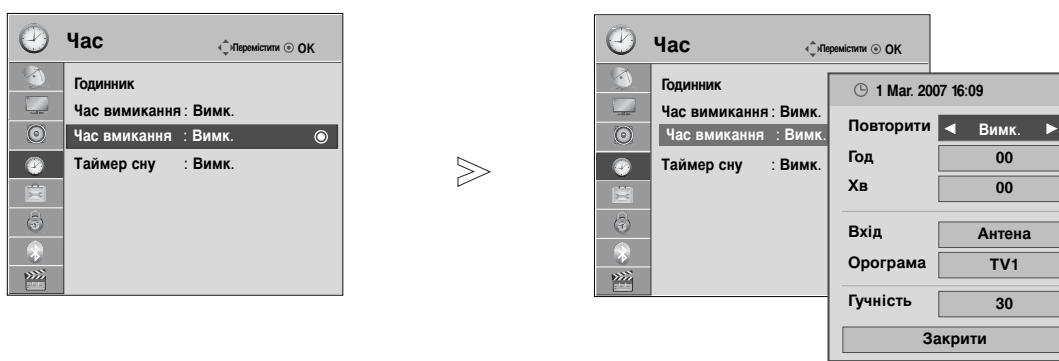 Час
Перемістити OK
Годинник
Час вимикання : Вимк.
Час вмикання : Вимк.
Таймер сну : Вимк.
Час
Перемістити OK
Годинник
Час вимикання : Вимк.
Час вмикання : Вимк.
Таймер сну : Вимк.
1 Mar. 2007 16:09
Повторити ◀ Вимк. ▶
Год 00
Хв 00
Вхід Антена
Орограма TV1
Гучність 30
Закрити